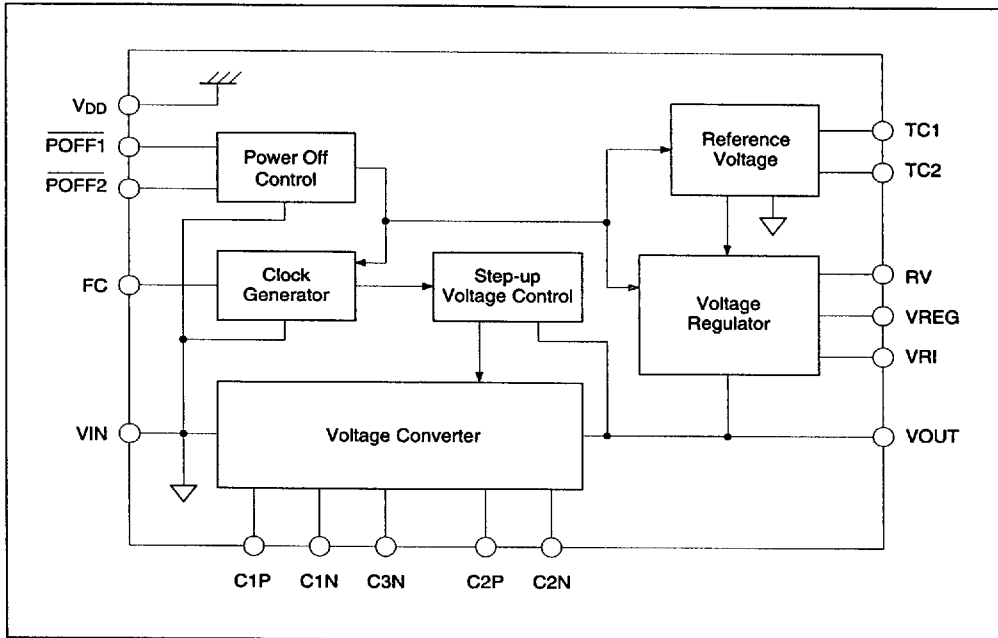 VDD
POFF1
POFF2
FC
VIN
Power Off
Control
Clock
Generator
Step-up
Voltage Control
Voltage Converter
Reference
Voltage
Voltage
Regulator
TC1
TC2
RV
VREG
VRI
VOUT
C1P
C1N
C3N
C2P
C2N